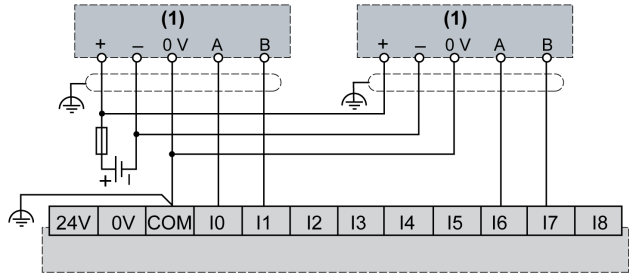 (1) (1)
+ − 0 V A B + − 0 V A B
+ I
24V 0V COM I0 I1 I2 I3 I4 I5 I6 I7 I8